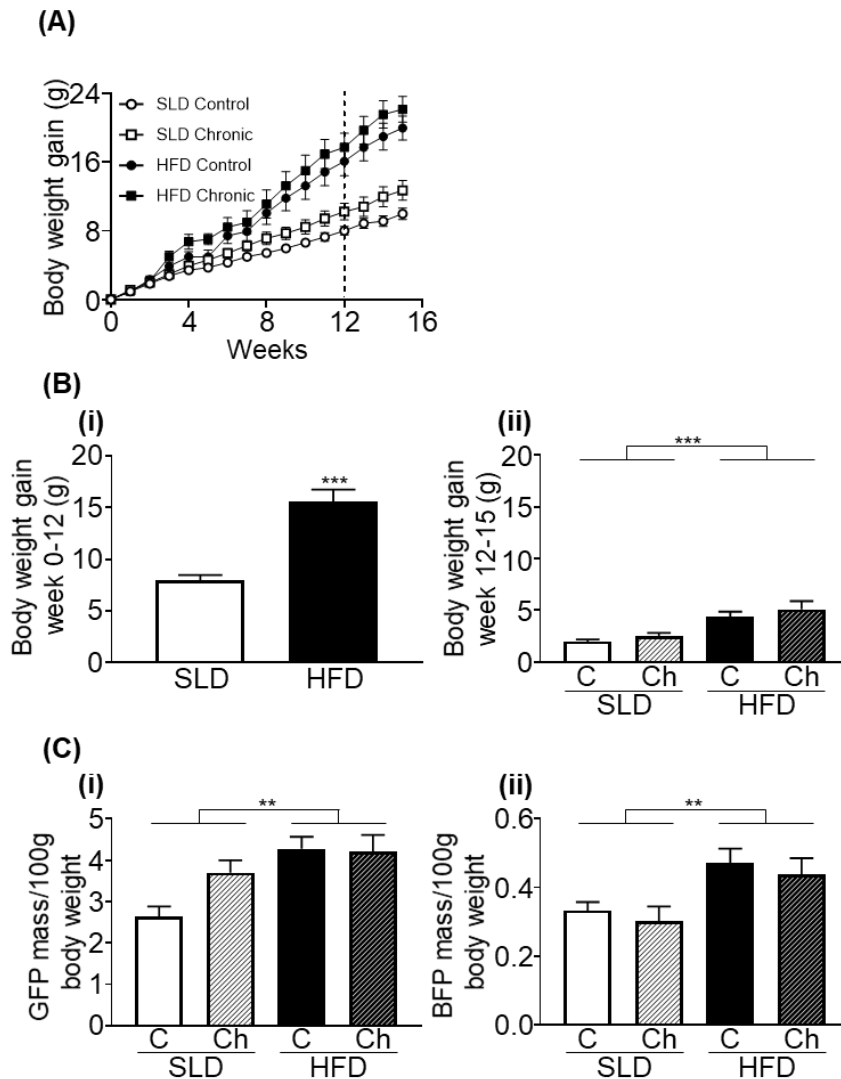 (A)
Body weight gain (g)
24
16
8
0
SLD Control
SLD Chronic
HFD Control
HFD Chronic
0 4 8 12 16
Weeks
(B)
(i)
Body weight gain
week 0-12 (g)
20
15
10
5
0
***
SLD HFD
(ii)
Body weight gain
week 12-15 (g)
20
15
10
5
0
***
C Ch C Ch
SLD HFD
(C)
(i)
GFP mass/100g
body weight
5
4
3
2
1
0
**
C Ch C Ch
SLD HFD
(ii)
BFP mass/100g
body weight
0.6
0.4
0.2
0.0
**
C Ch C Ch
SLD HFD